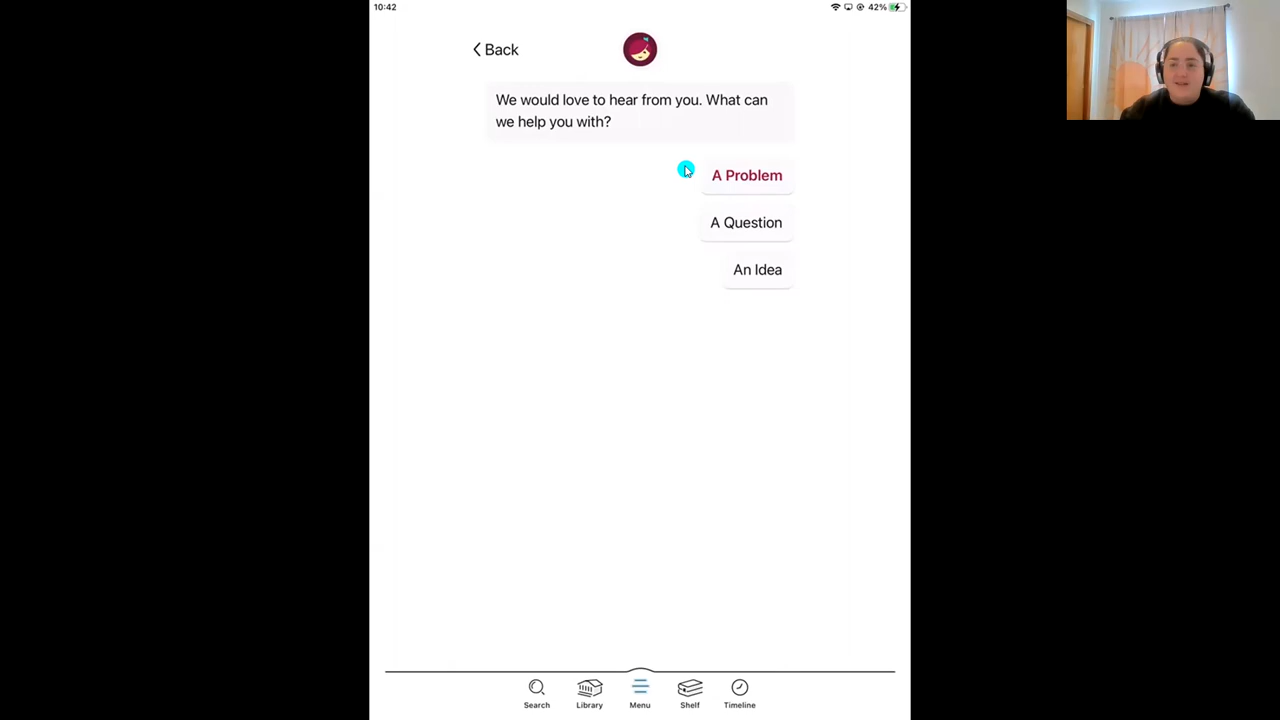 10:42
42%
Back
We would love to hear from you. What can
we help you with?
A Problem
A Question
An Idea
Search
Library
Menu
Shelf
Timeline